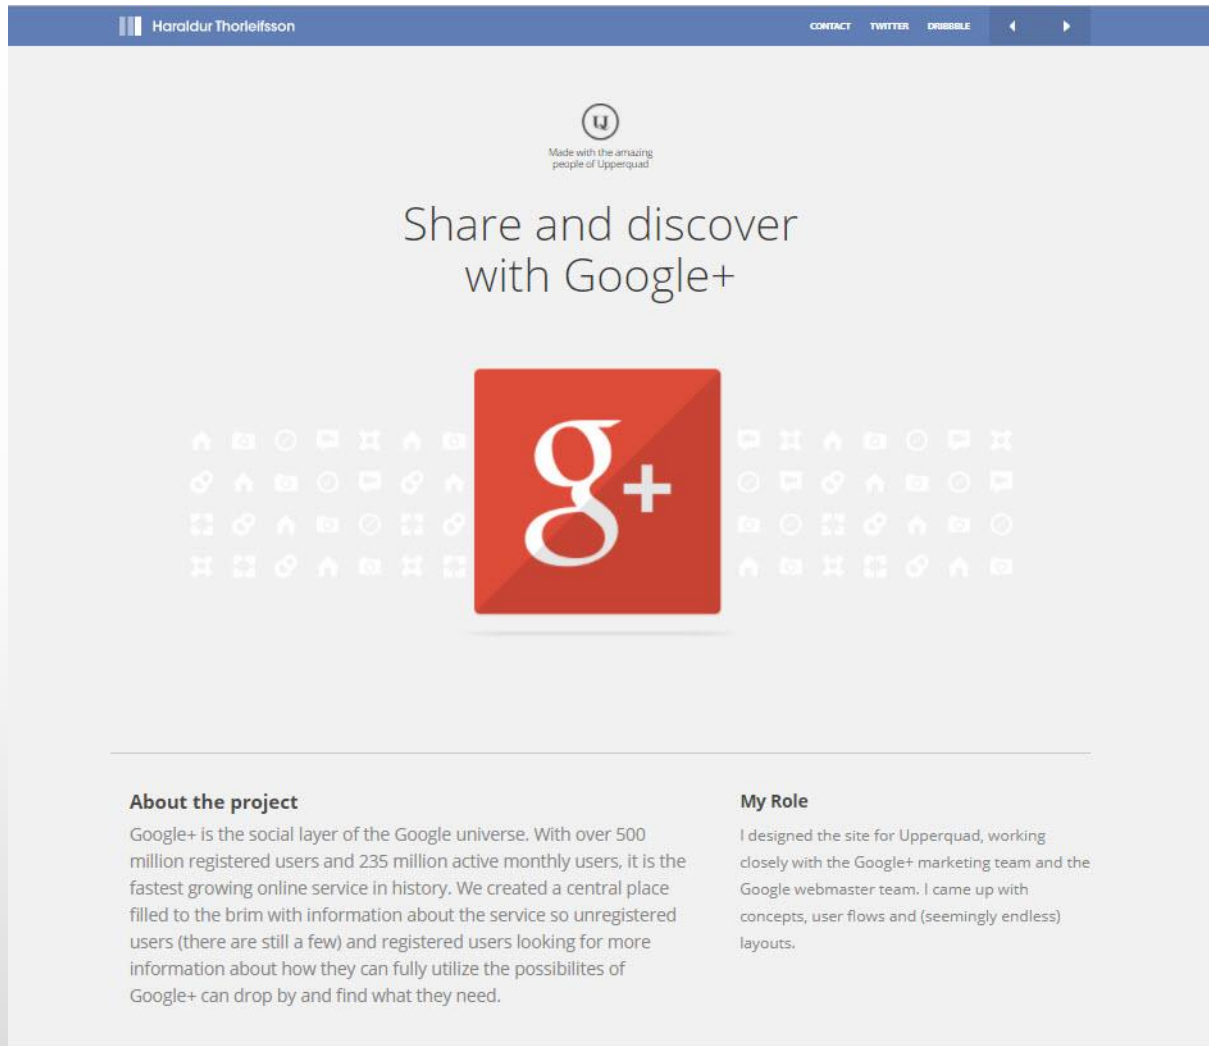 Haraldur Thorleifsson
CONTACT TWITTER DRIBBBLE
Made with the amazing
people of Upperquad
Share and discover
with Google+
g+
About the project
Google+ is the social layer of the Google universe. With over 500
million registered users and 235 million active monthly users, it is the
fastest growing online service in history. We created a central place
filled to the brim with information about the service so unregistered
users (there are still a few) and registered users looking for more
information about how they can fully utilize the possibilites of
Google+ can drop by and find what they need.
My Role
I designed the site for Upperquad, working
closely with the Google+ marketing team and the
Google webmaster team. I came up with
concepts, user flows and (seemingly endless)
layouts.